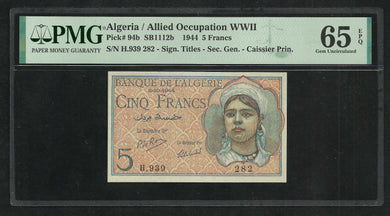 PMG
PAPER MONEY GUARANTY
Algeria / Allied Occupation WWII
Pick# 94b SB1112b 1944 5 Francs
S/N H.939 282 - Sign. Titles - Sec. Gen. - Caissier Prin.
65 EPQ
Gem Uncirculated
BANQUE DE L'ALGÉRIE
CINQ FRANCS
5
H.939
282